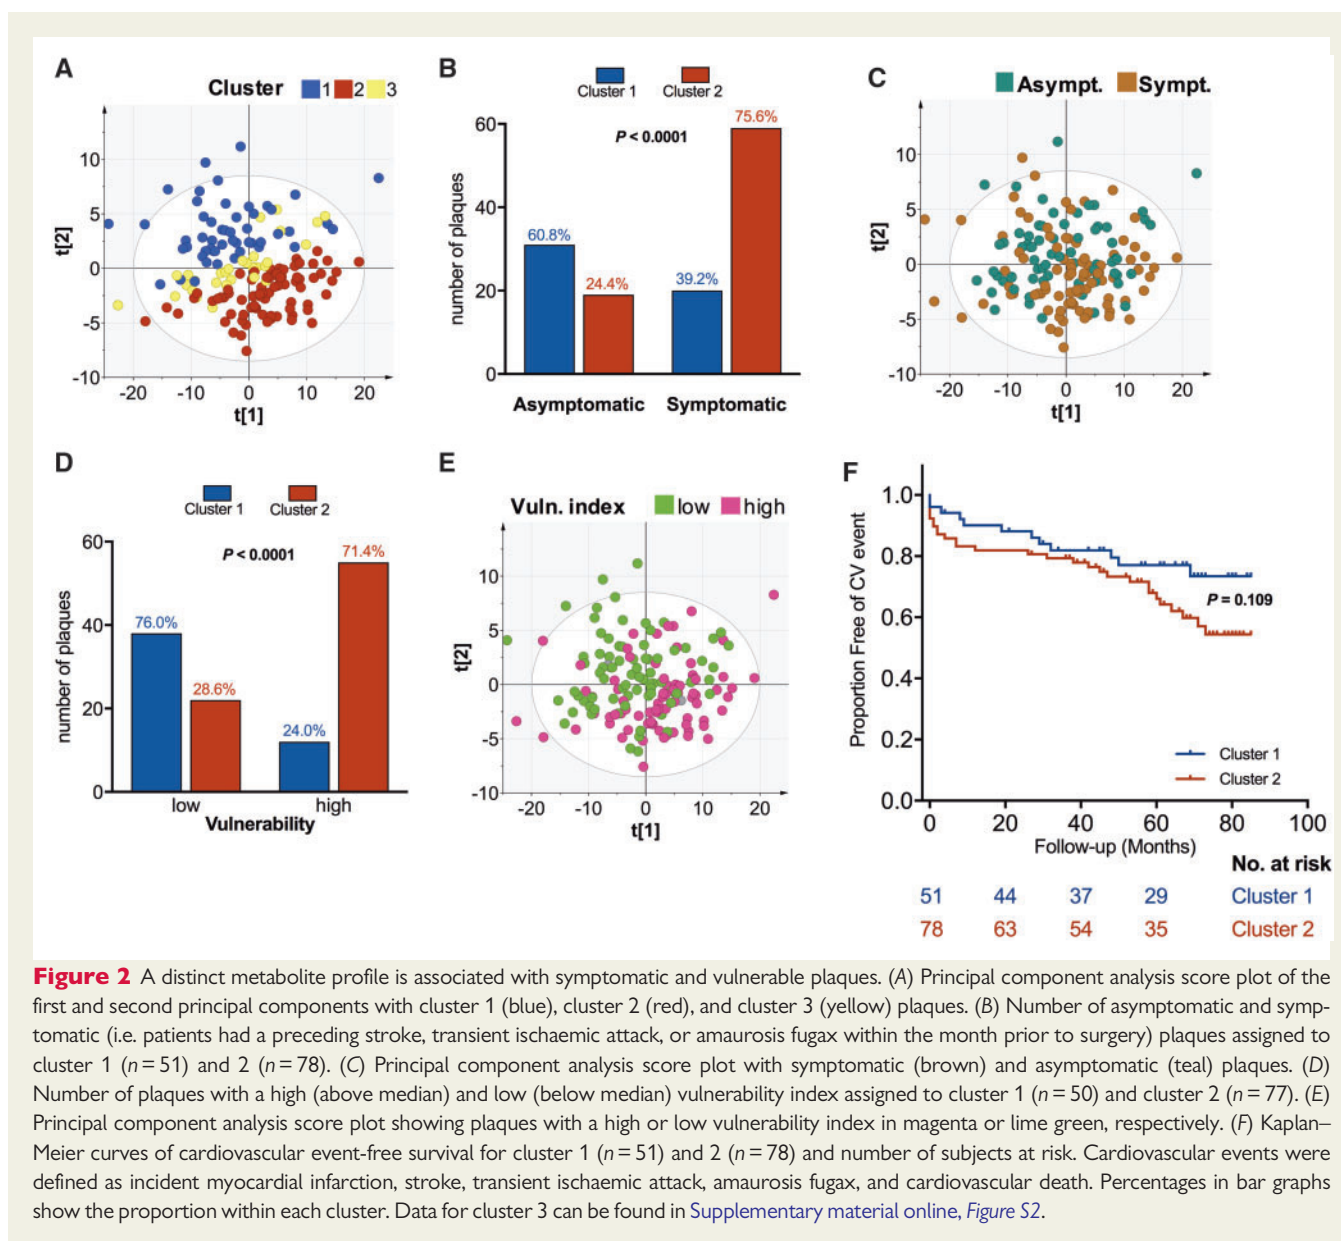 A
Cluster 1 2 3
10
5
0
-5
-10
-20 -10 0 10 20
t[2]
t[1]
B
Cluster 1 Cluster 2
P < 0.0001
60
40
20
0
number of plaques
60.8%
24.4%
39.2%
75.6%
Asymptomatic Symptomatic
C
Asympt. Sympt.
10
5
0
-5
-10
-20 -10 0 10 20
t[2]
t[1]
D
Cluster 1 Cluster 2
P < 0.0001
60
40
20
0
number of plaques
76.0%
28.6%
24.0%
71.4%
low high
Vulnerability
E
Vuln. index low high
10
5
0
-5
-10
-20 -10 0 10 20
t[2]
t[1]
F
1.0
0.8
0.6
0.4
0.2
0.0
Proportion Free of CV event
P = 0.109
Cluster 1
Cluster 2
0 20 40 60 80 100
Follow-up (Months)
No. at risk
51 44 37 29 Cluster 1
78 63 54 35 Cluster 2
Figure 2 A distinct metabolite profile is associated with symptomatic and vulnerable plaques. (A) Principal component analysis score plot of the
first and second principal components with cluster 1 (blue), cluster 2 (red), and cluster 3 (yellow) plaques. (B) Number of asymptomatic and symp-
tomatic (i.e. patients had a preceding stroke, transient ischaemic attack, or amaurosis fugax within the month prior to surgery) plaques assigned to
cluster 1 (n = 51) and 2 (n = 78). (C) Principal component analysis score plot with symptomatic (brown) and asymptomatic (teal) plaques. (D)
Number of plaques with a high (above median) and low (below median) vulnerability index assigned to cluster 1 (n = 50) and cluster 2 (n = 77). (E)
Principal component analysis score plot showing plaques with a high or low vulnerability index in magenta or lime green, respectively. (F) Kaplan–
Meier curves of cardiovascular event-free survival for cluster 1 (n = 51) and 2 (n = 78) and number of subjects at risk. Cardiovascular events were
defined as incident myocardial infarction, stroke, transient ischaemic attack, amaurosis fugax, and cardiovascular death. Percentages in bar graphs
show the proportion within each cluster. Data for cluster 3 can be found in Supplementary material online, Figure S2.